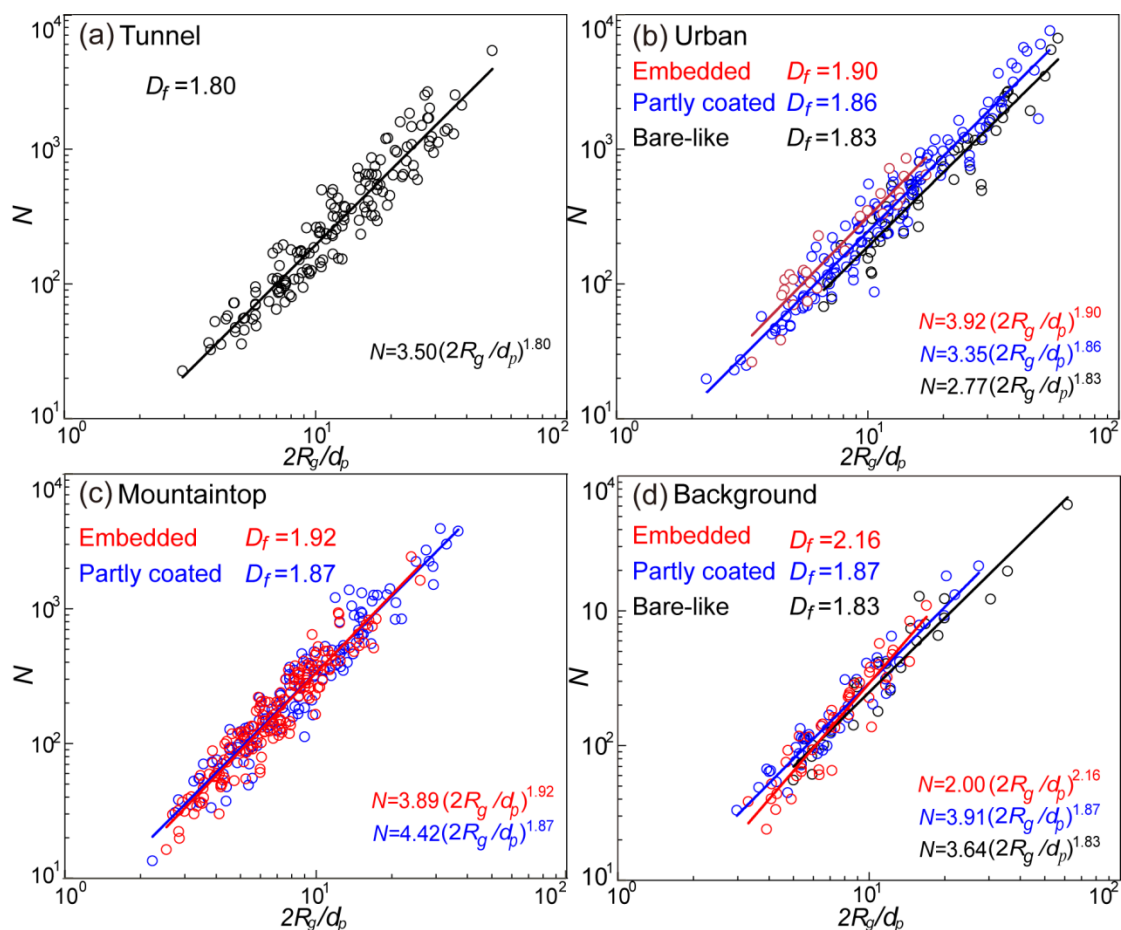 (a) Tunnel
D_f =1.80
N=3.50(2R_g/d_p)^1.80
N
10^4
10^3
10^2
10^1
10^0
10^1
10^2
2R_g/d_p
(b) Urban
Embedded D_f =1.90
Partly coated D_f =1.86
Bare-like D_f =1.83
N=3.92(2R_g/d_p)^1.90
N=3.35(2R_g/d_p)^1.86
N=2.77(2R_g/d_p)^1.83
N
10^4
10^3
10^2
10^1
10^0
10^1
10^2
2R_g/d_p
(c) Mountaintop
Embedded D_f =1.92
Partly coated D_f =1.87
N=3.89(2R_g/d_p)^1.92
N=4.42(2R_g/d_p)^1.87
N
10^4
10^3
10^2
10^1
10^0
10^1
10^2
2R_g/d_p
(d) Background
Embedded D_f =2.16
Partly coated D_f =1.87
Bare-like D_f =1.83
N=2.00(2R_g/d_p)^2.16
N=3.91(2R_g/d_p)^1.87
N=3.64(2R_g/d_p)^1.83
N
10^4
10
10^2
10^1
10^0
10^1
10^2
2R_g/d_p